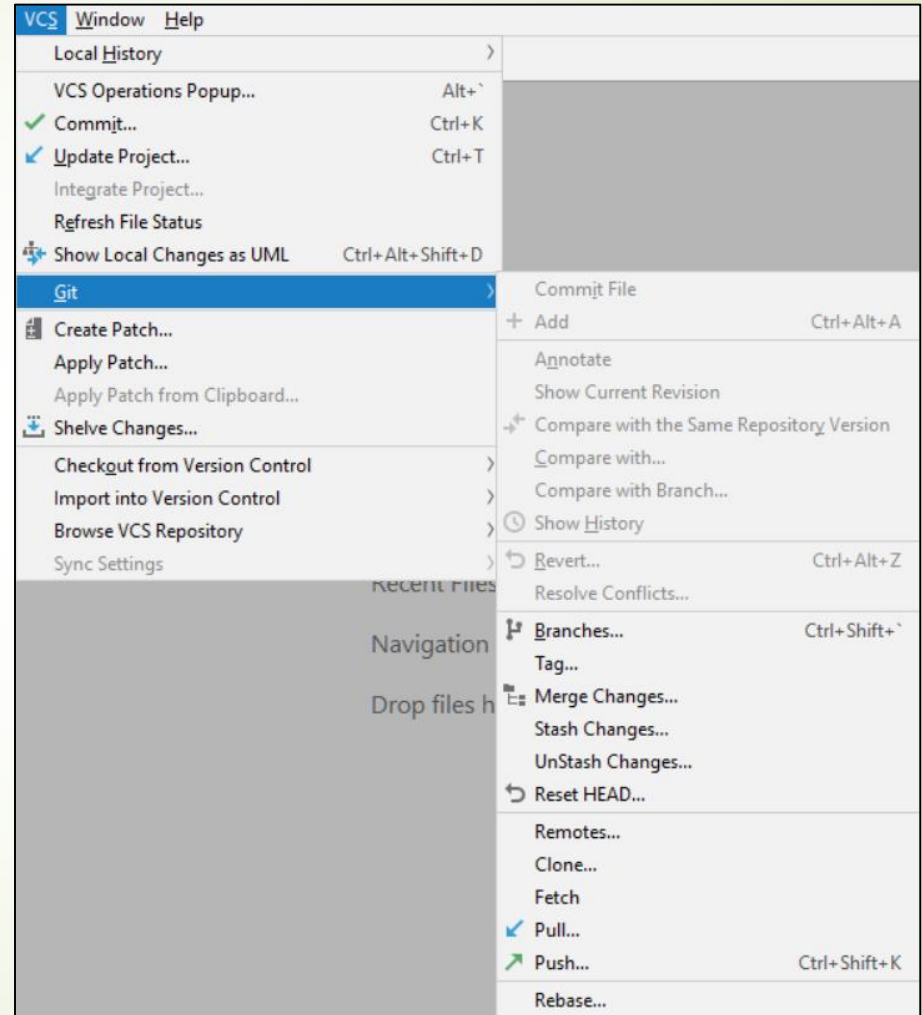 VCS Window Help
Local History
VCS Operations Popup... Alt+`
Commit... Ctrl+K
Update Project... Ctrl+T
Integrate Project...
Refresh File Status
Show Local Changes as UML Ctrl+Alt+Shift+D
Git
Create Patch...
Apply Patch...
Apply Patch from Clipboard...
Shelve Changes...
Checkout from Version Control
Import into Version Control
Browse VCS Repository
Sync Settings
Commit File
Add Ctrl+Alt+A
Annotate
Show Current Revision
Compare with the Same Repository Version
Compare with...
Compare with Branch...
Show History
Revert... Ctrl+Alt+Z
Resolve Conflicts...
Branches... Ctrl+Shift+`
Tag...
Merge Changes...
Stash Changes...
UnStash Changes...
Reset HEAD...
Remotes...
Clone...
Fetch
Pull...
Push... Ctrl+Shift+K
Rebase...
Recent Files
Navigation
Drop files h